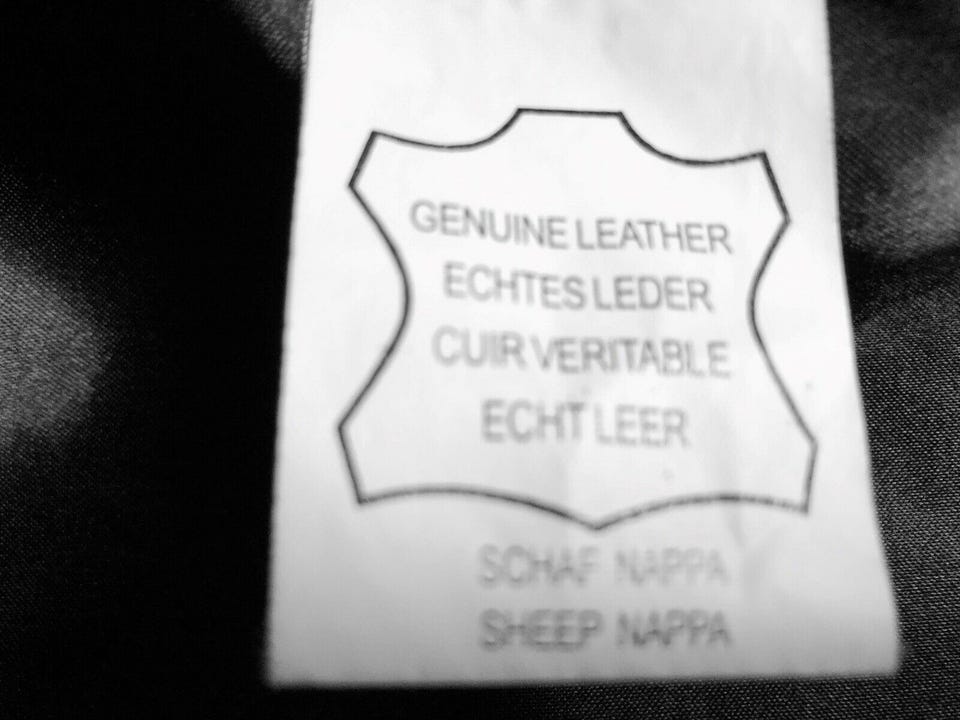 GENUINE LEATHER
ECHTES LEDER
CUIR VERITABLE
ECHT LEER
SCHAF NAPPA
SHEEP NAPPA